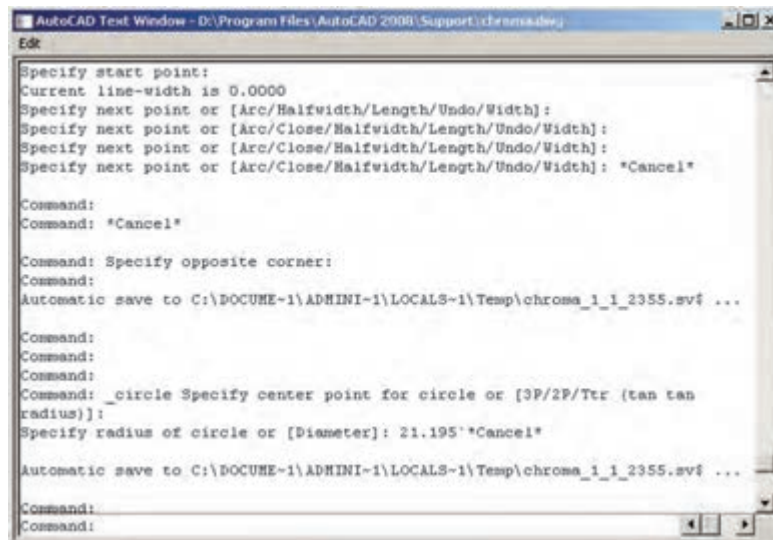 AutoCAD Text Window - D:\Program Files\AutoCAD 2008\Support\chroma.dwg
Edit
Specify start point:
Current line-width is 0.0000
Specify next point or [Arc/Halfwidth/Length/Undo/Width]:
Specify next point or [Arc/Close/Halfwidth/Length/Undo/Width]:
Specify next point or [Arc/Close/Halfwidth/Length/Undo/Width]:
Specify next point or [Arc/Close/Halfwidth/Length/Undo/Width]: *Cancel*
Command:
Command: *Cancel*
Command: Specify opposite corner:
Command:
Automatic save to C:\DOCUME~1\ADMINI~1\LOCALS~1\Temp\chroma_1_1_2355.sv$ ...
Command:
Command:
Command:
Command: _circle Specify center point for circle or [3P/2P/Ttr (tan tan
radius)]:
Specify radius of circle or [Diameter]: 21.195`*Cancel*
Automatic save to C:\DOCUME~1\ADMINI~1\LOCALS~1\Temp\chroma_1_1_2355.sv$ ...
Command:
Command: